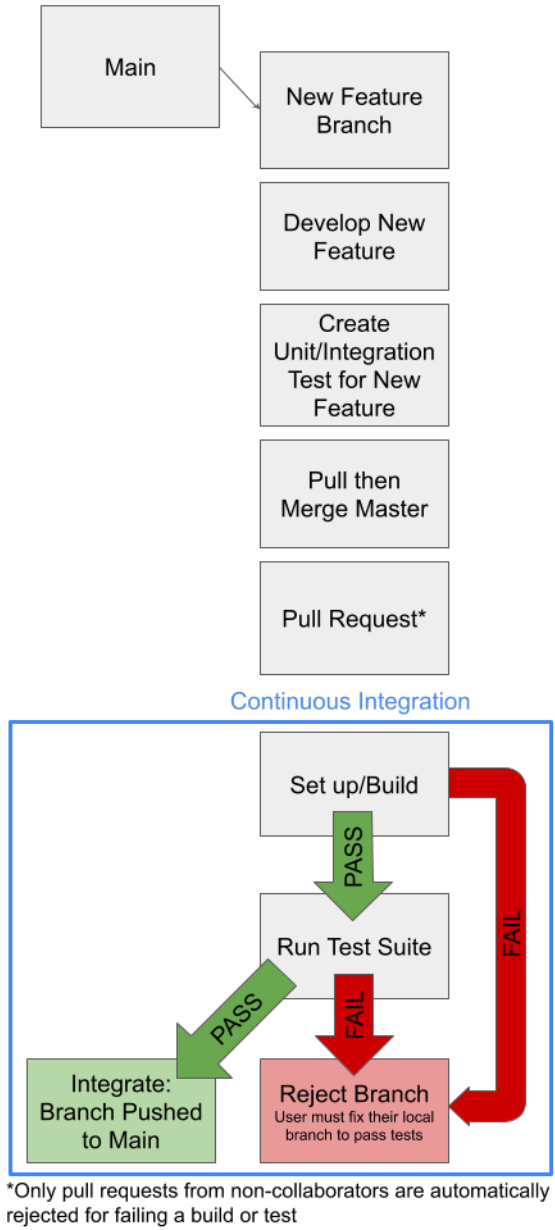 Main
New Feature
Branch
Develop New
Feature
Create
Unit/Integration
Test for New
Feature
Pull then
Merge Master
Pull Request*
Continuous Integration
Set up/Build
PASS
FAIL
Run Test Suite
PASS
FAIL
Integrate:
Branch Pushed
to Main
Reject Branch
User must fix their local
branch to pass tests
*Only pull requests from non-collaborators are automatically
rejected for failing a build or test